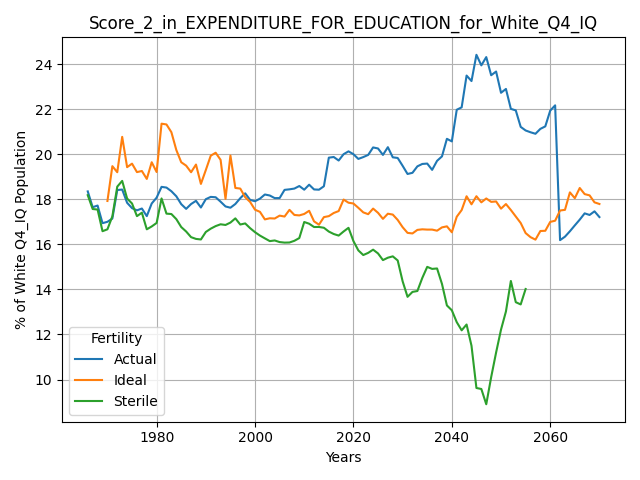 Score_2_in_EXPENDITURE_FOR_EDUCATION_for_White_Q4_IQ
% of White Q4_IQ Population
24
22
20
18
16
14
12
10
Fertility
Actual
Ideal
Sterile
1980 2000 2020 2040 2060
Years